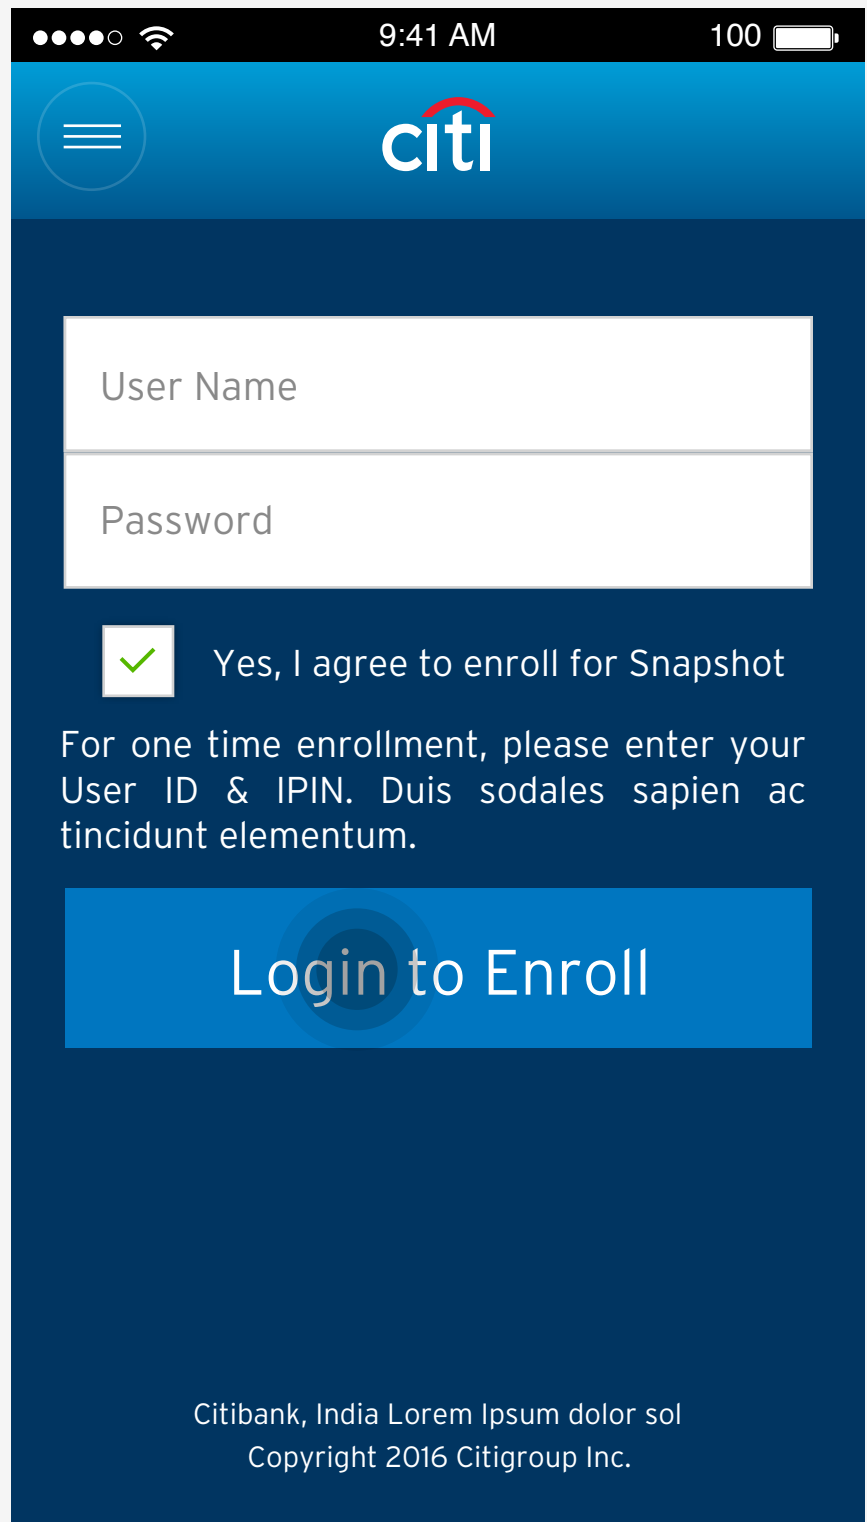 9:41 AM
100
citi
User Name
Password
Yes, I agree to enroll for Snapshot
For one time enrollment, please enter your
User ID & IPIN. Duis sodales sapien ac
tincidunt elementum.
Login to Enroll
Citibank, India Lorem Ipsum dolor sol
Copyright 2016 Citigroup Inc.